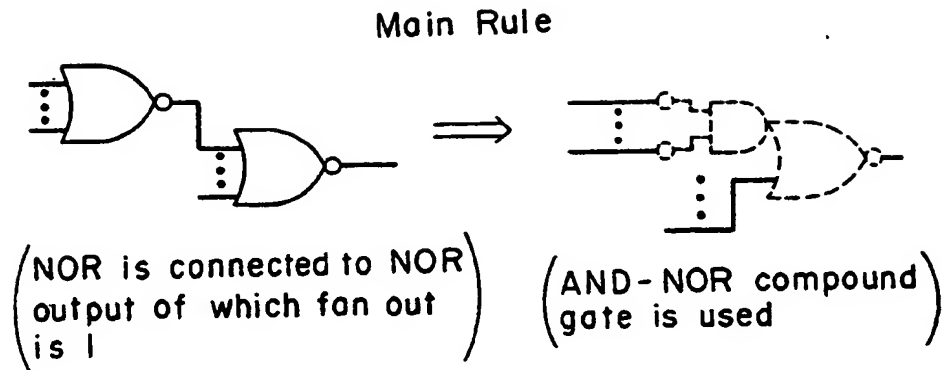 Main Rule
(NOR is connected to NOR
output of which fan out
is 1)
(AND-NOR compound
gate is used)